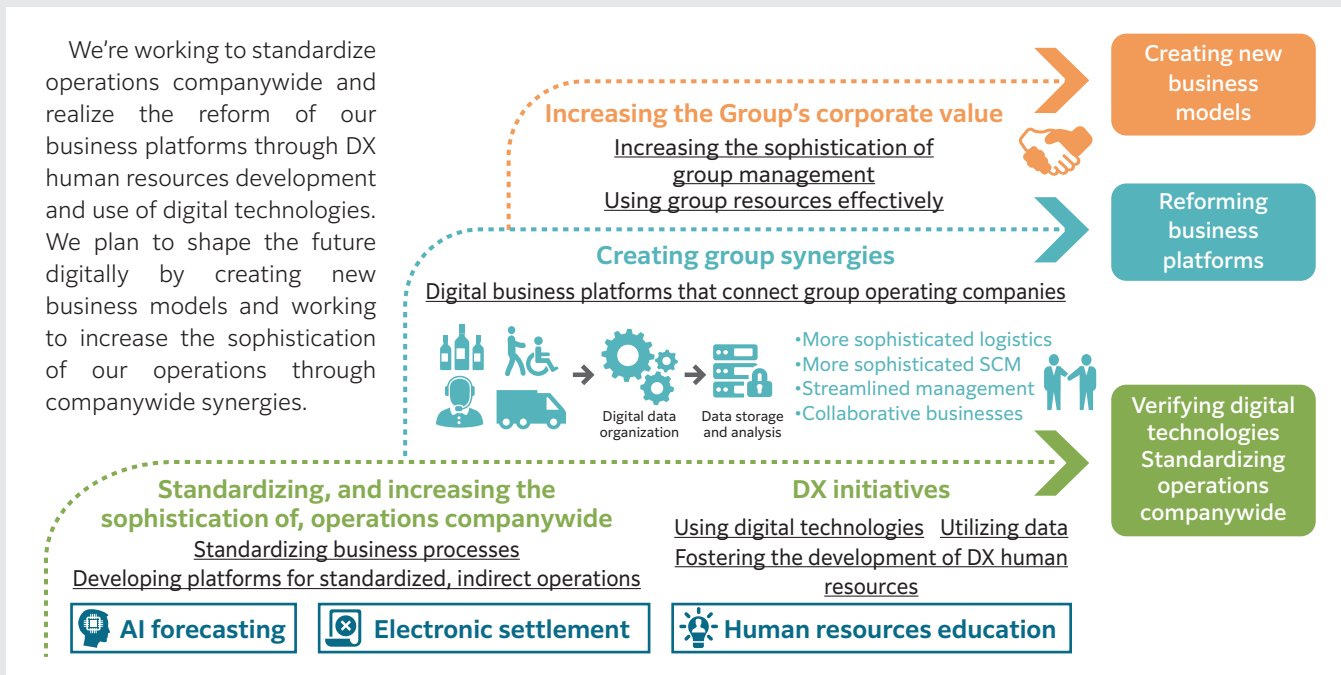 We’re working to standardize
operations companywide and
realize the reform of our
business platforms through DX
human resources development
and use of digital technologies.
We plan to shape the future
digitally by creating new
business models and working
to increase the sophistication
of our operations through
companywide synergies.
Increasing the Group’s corporate value
Increasing the sophistication of
group management
Using group resources effectively
Creating new
business
models
Creating group synergies
Digital business platforms that connect group operating companies
Digital data
organization
Data storage
and analysis
•More sophisticated logistics
•More sophisticated SCM
•Streamlined management
•Collaborative businesses
Reforming
business
platforms
Standardizing, and increasing the
sophistication of, operations companywide
Standardizing business processes
Developing platforms for standardized, indirect operations
DX initiatives
Using digital technologies Utilizing data
Fostering the development of DX human
resources
Verifying digital
technologies
Standardizing
operations
companywide
AI forecasting
Electronic settlement
Human resources education